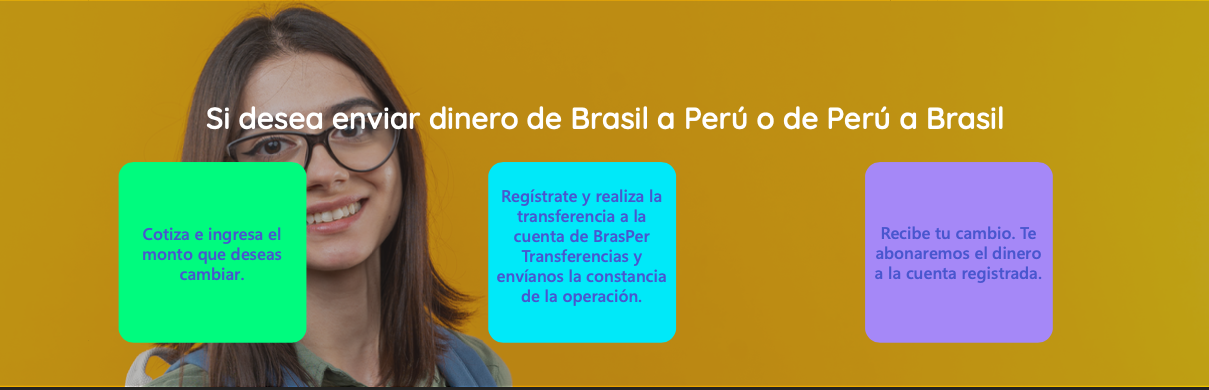 Si desea enviar dinero de Brasil a Perú o de Perú a Brasil
Cotiza e ingresa el
monto que deseas
cambiar.
Regístrate y realiza la
transferencia a la
cuenta de BrasPer
Transferencias y
envíanos la constancia
de la operación.
Recibe tu cambio. Te
abonaremos el dinero
a la cuenta registrada.